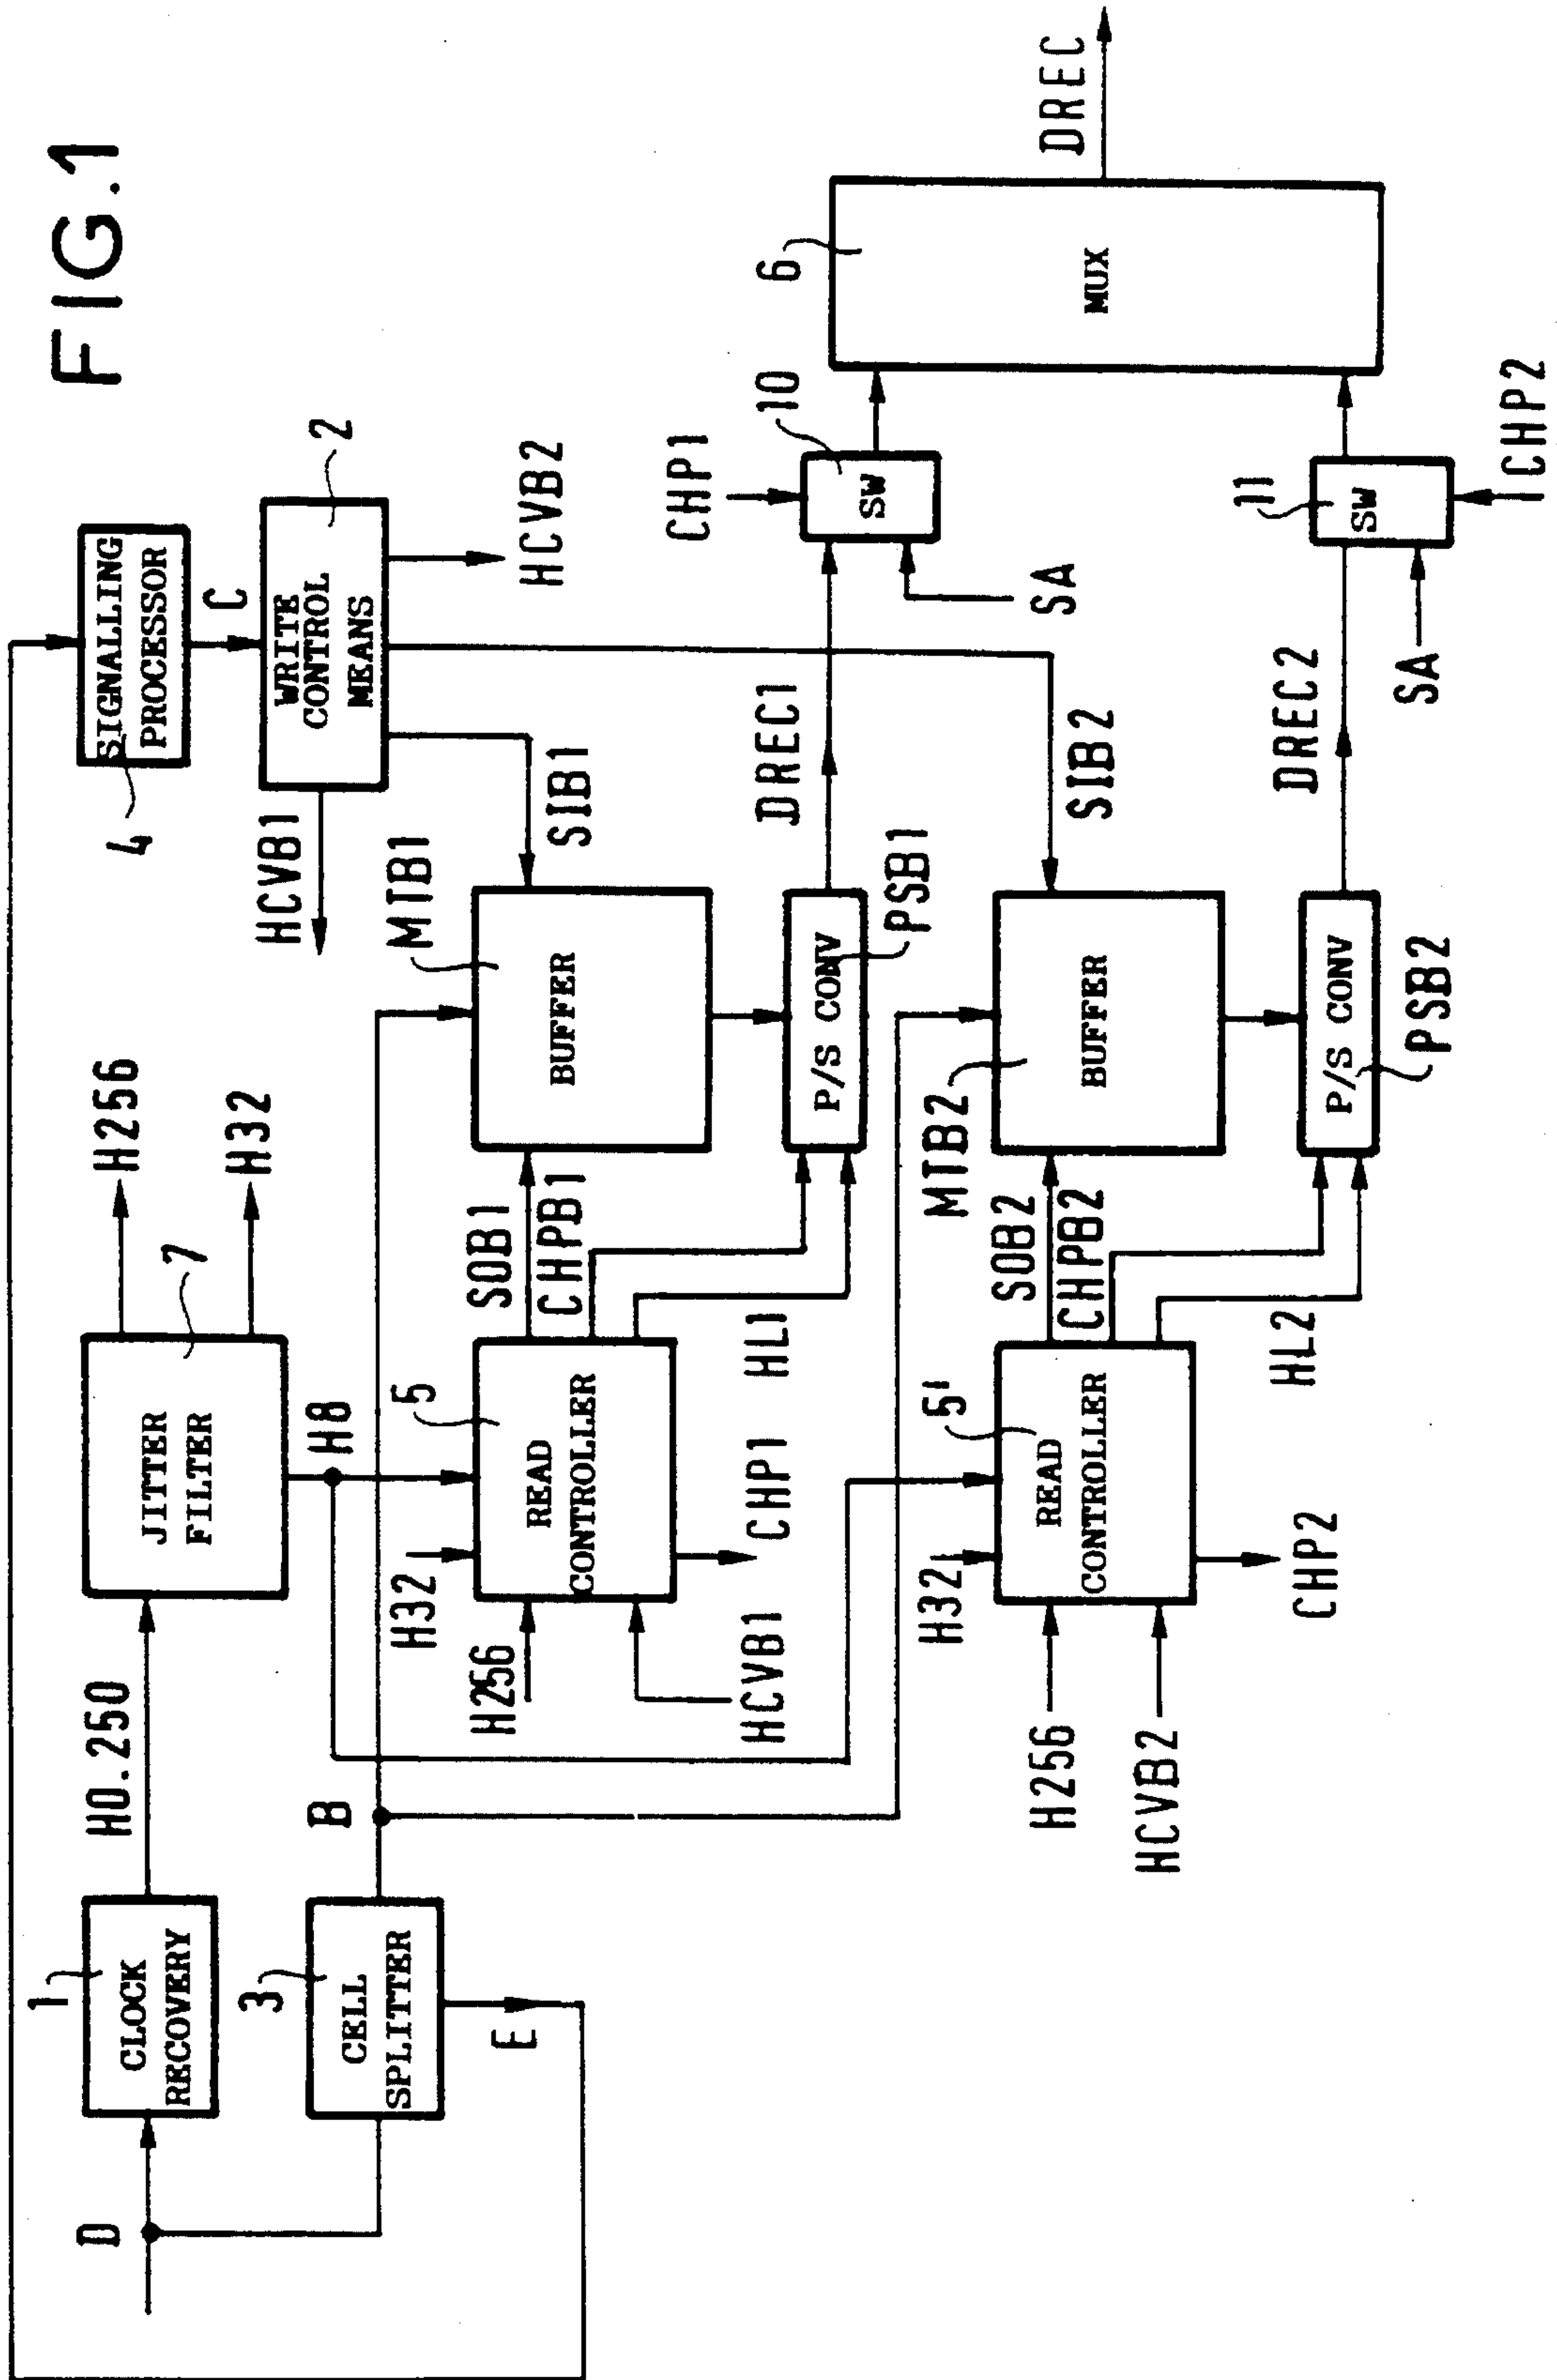 FIG.1
D
1
CLOCK
RECOVERY
H0.250
7
JITTER
FILTER
H256
H32
H8
3
CELL
SPLITTER
B
E
4
SIGNALLING
PROCESSOR
C
2
WRITE
CONTROL
MEANS
HCVB1
HCVB2
SIB1
SIB2
H32
H256
HCVB1
5
READ
CONTROLLER
CHP1
HL1
SOB1
CHPB1
MTB1
BUFFER
P/S CONV
PSB1
DREC1
CHP1
10
SW
SA
6
MUX
DREC
H32
H256
HCVB2
5'
READ
CONTROLLER
CHP2
HL2
SOB2
CHPB2
MTB2
BUFFER
P/S CONV
PSB2
DREC2
11
SW
SA
CHP2